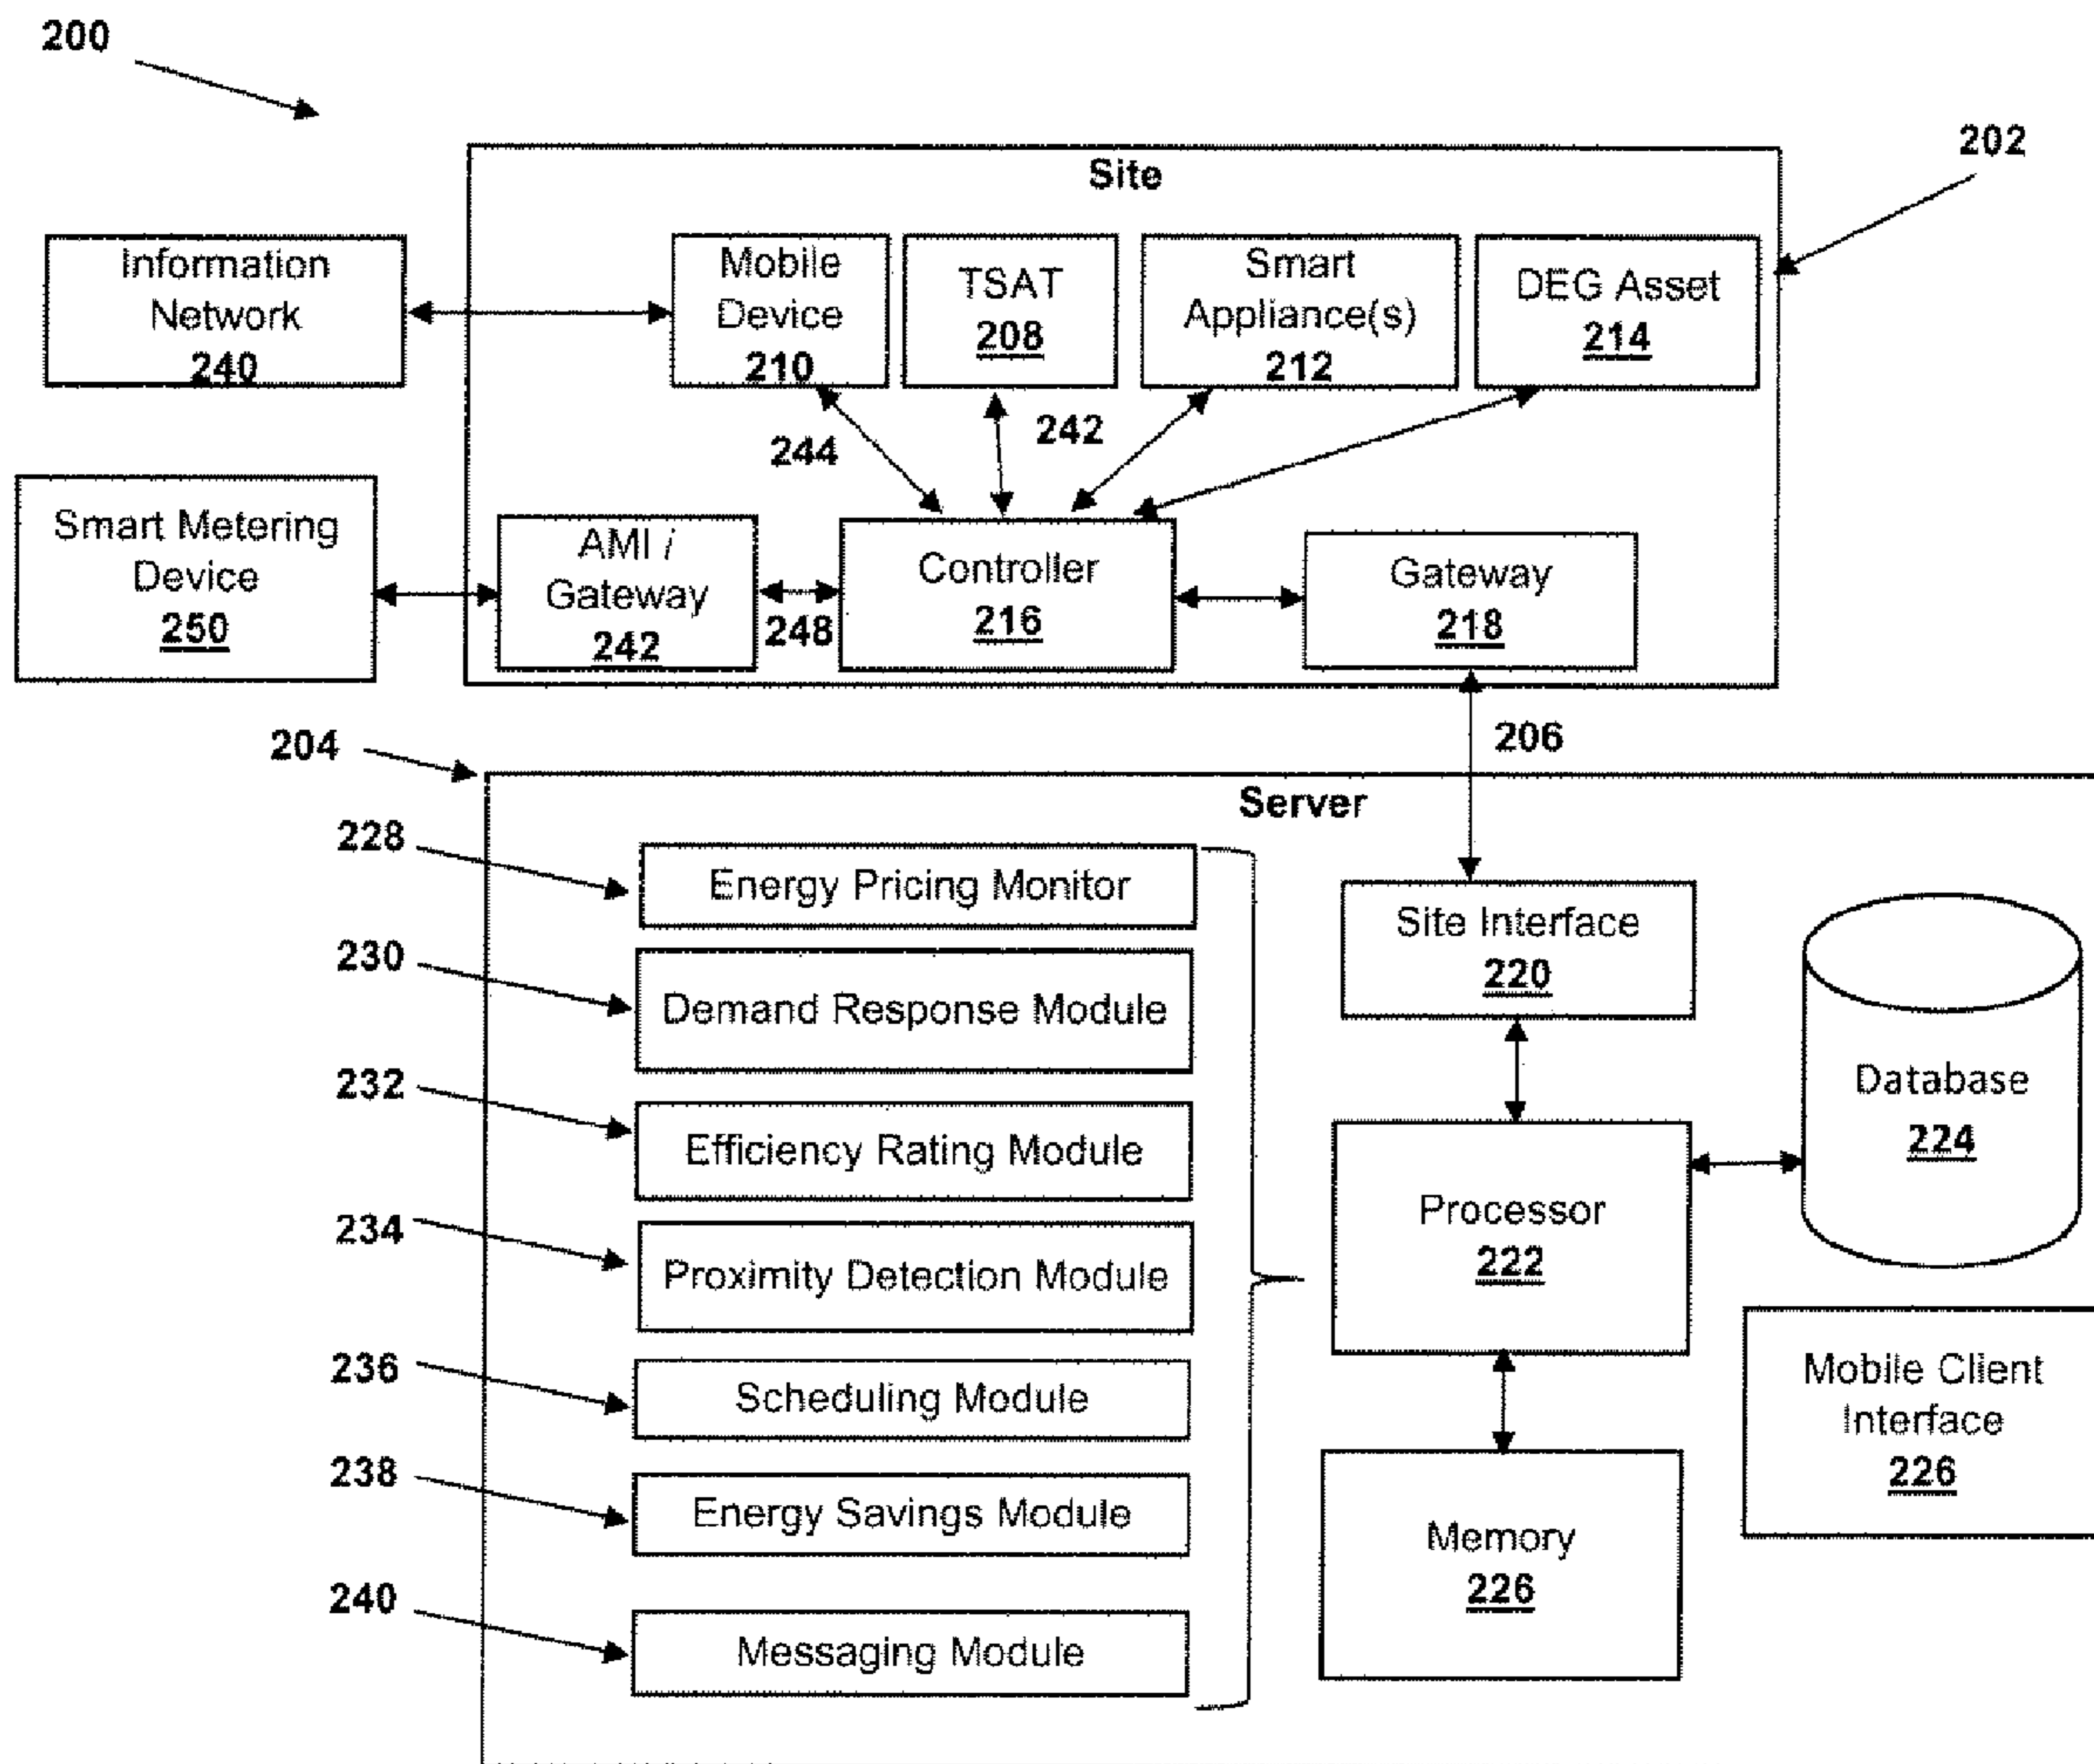 200
202
Site
Information
Network
240
Mobile
Device
210
TSAT
208
Smart
Appliance(s)
212
DEG Asset
214
244
242
Smart Metering
Device
250
AMI i
Gateway
242
248
Controller
216
Gateway
218
206
204
Server
228
Energy Pricing Monitor
230
Demand Response Module
232
Efficiency Rating Module
234
Proximity Detection Module
236
Scheduling Module
238
Energy Savings Module
240
Messaging Module
Site Interface
220
Processor
222
Database
224
Mobile Client
Interface
226
Memory
226